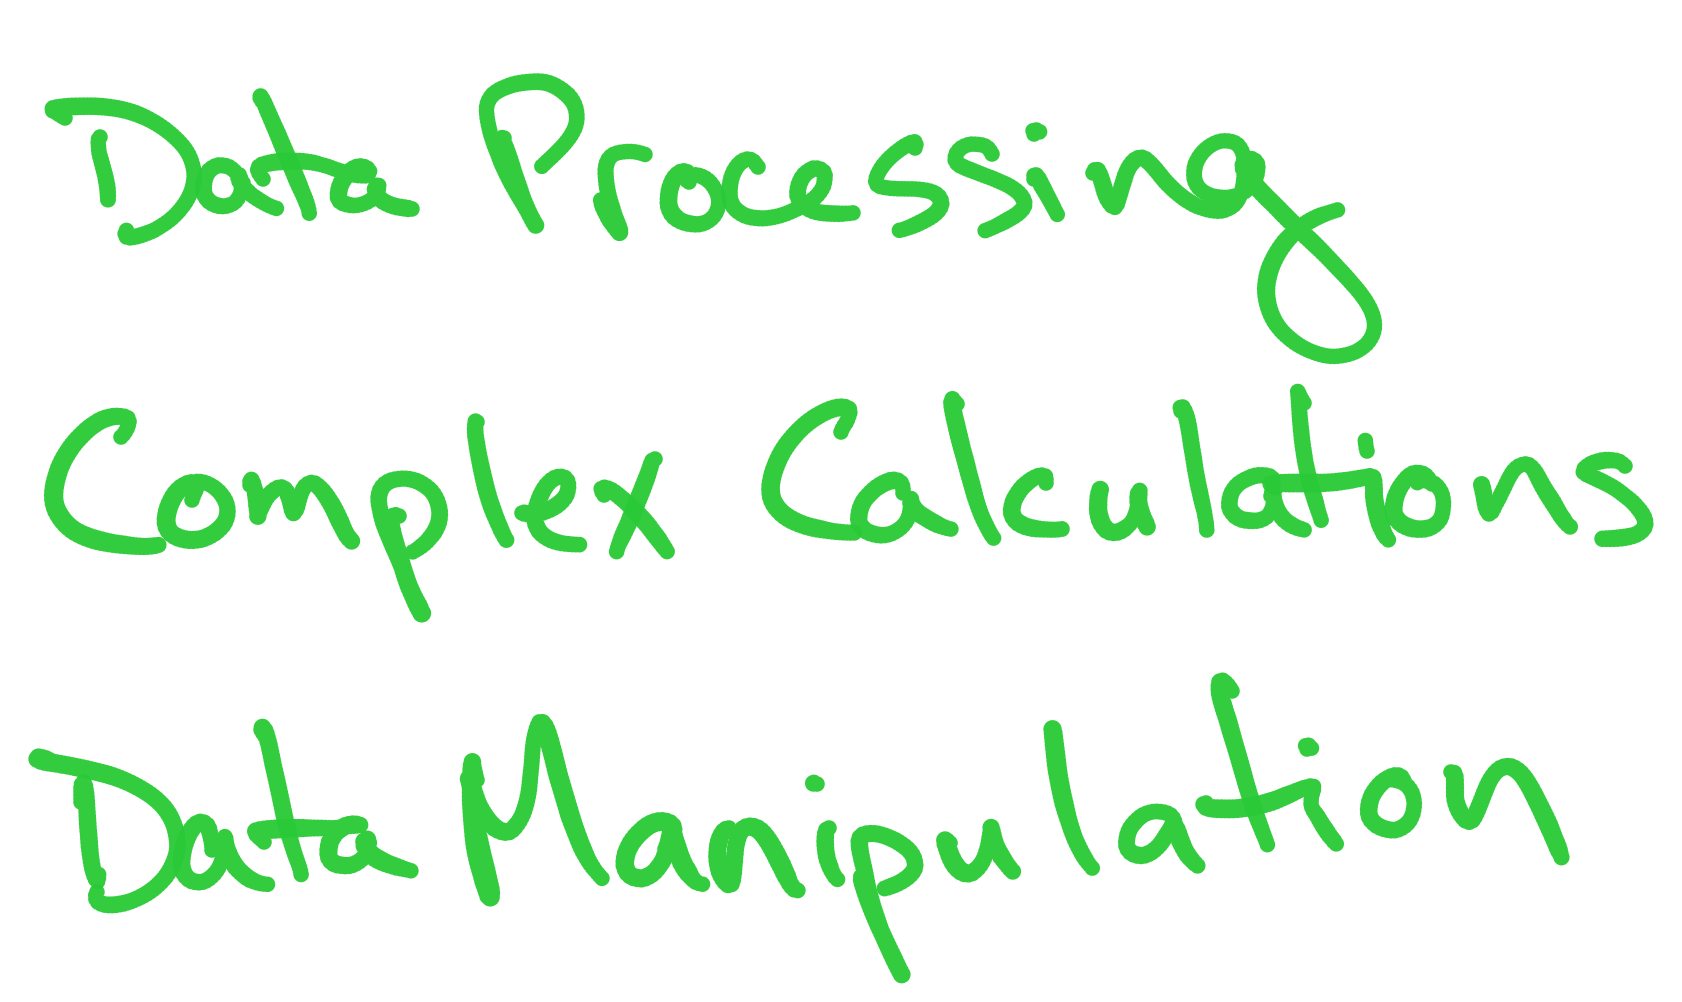 Data Processing
Complex Calculations
Data Manipulation